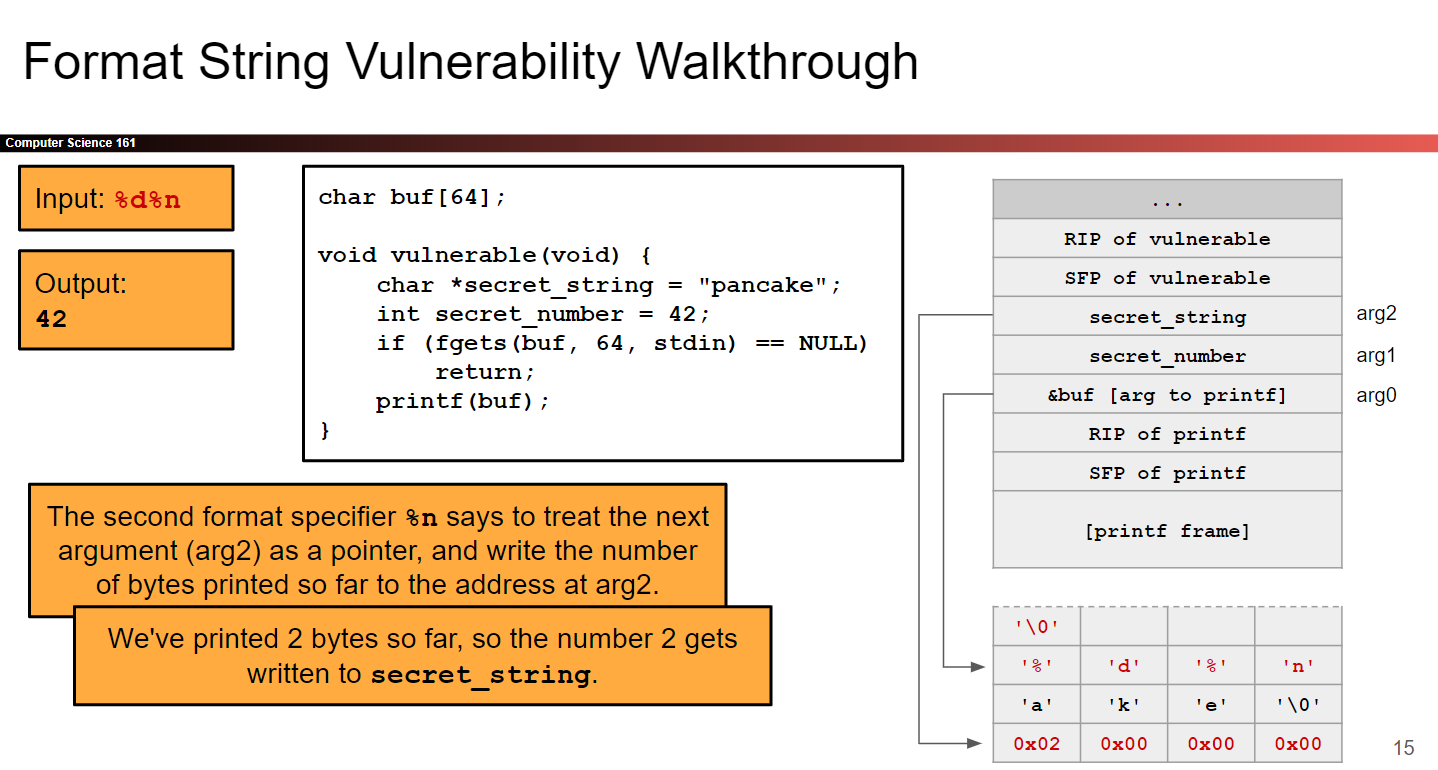 Format String Vulnerability Walkthrough
Computer Science 161
Input: %d%n
Output:
42
char buf[64];
void vulnerable(void) {
    char *secret_string = "pancake";
    int secret_number = 42;
    if (fgets(buf, 64, stdin) == NULL)
        return;
    printf(buf);
}
The second format specifier %n says to treat the next
argument (arg2) as a pointer, and write the number
of bytes printed so far to the address at arg2.
We've printed 2 bytes so far, so the number 2 gets
written to secret_string.
...
RIP of vulnerable
SFP of vulnerable
secret_string arg2
secret_number arg1
&buf [arg to printf] arg0
RIP of printf
SFP of printf
[printf frame]
'\0'
'%' 'd' '%' 'n'
'a' 'k' 'e' '\0'
0x02 0x00 0x00 0x00
15